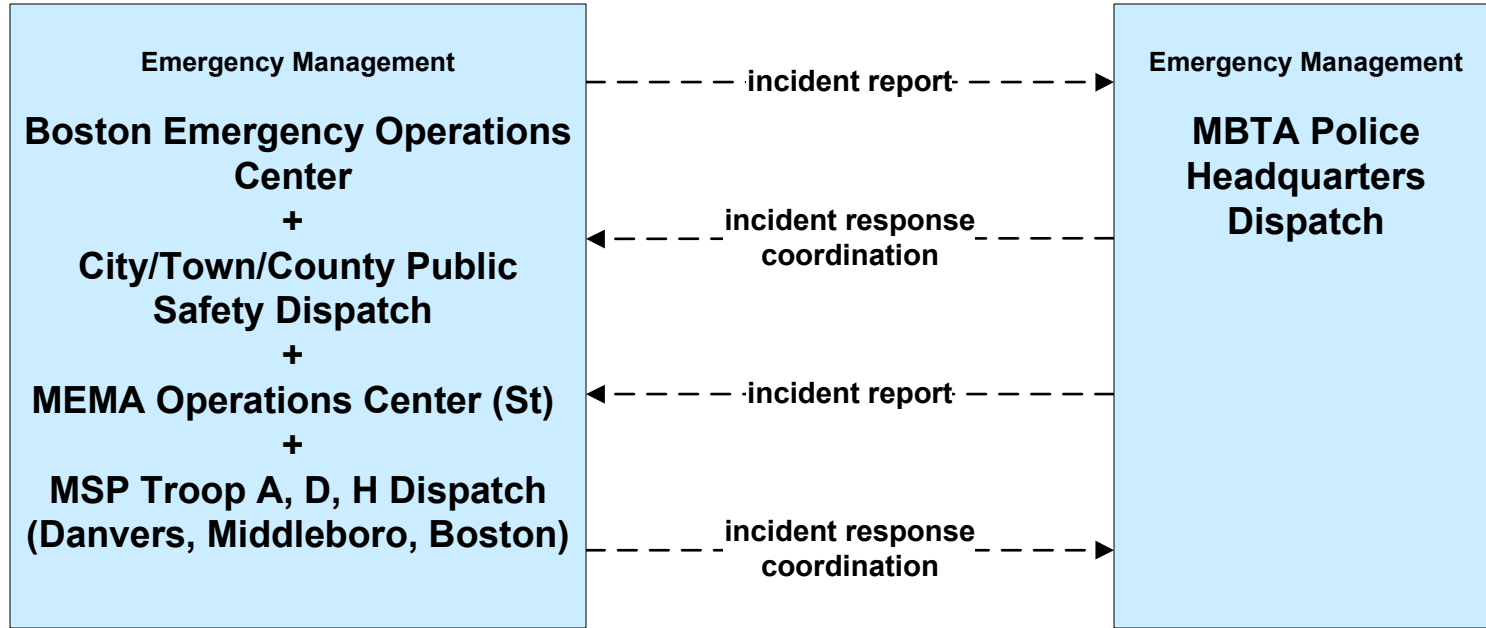 Emergency Management
Boston Emergency Operations
Center
+
City/Town/County Public
Safety Dispatch
+
MEMA Operations Center (St)
+
MSP Troop A, D, H Dispatch
(Danvers, Middleboro, Boston)
incident report
incident response
coordination
incident report
incident response
coordination
Emergency Management
MBTA Police
Headquarters
Dispatch